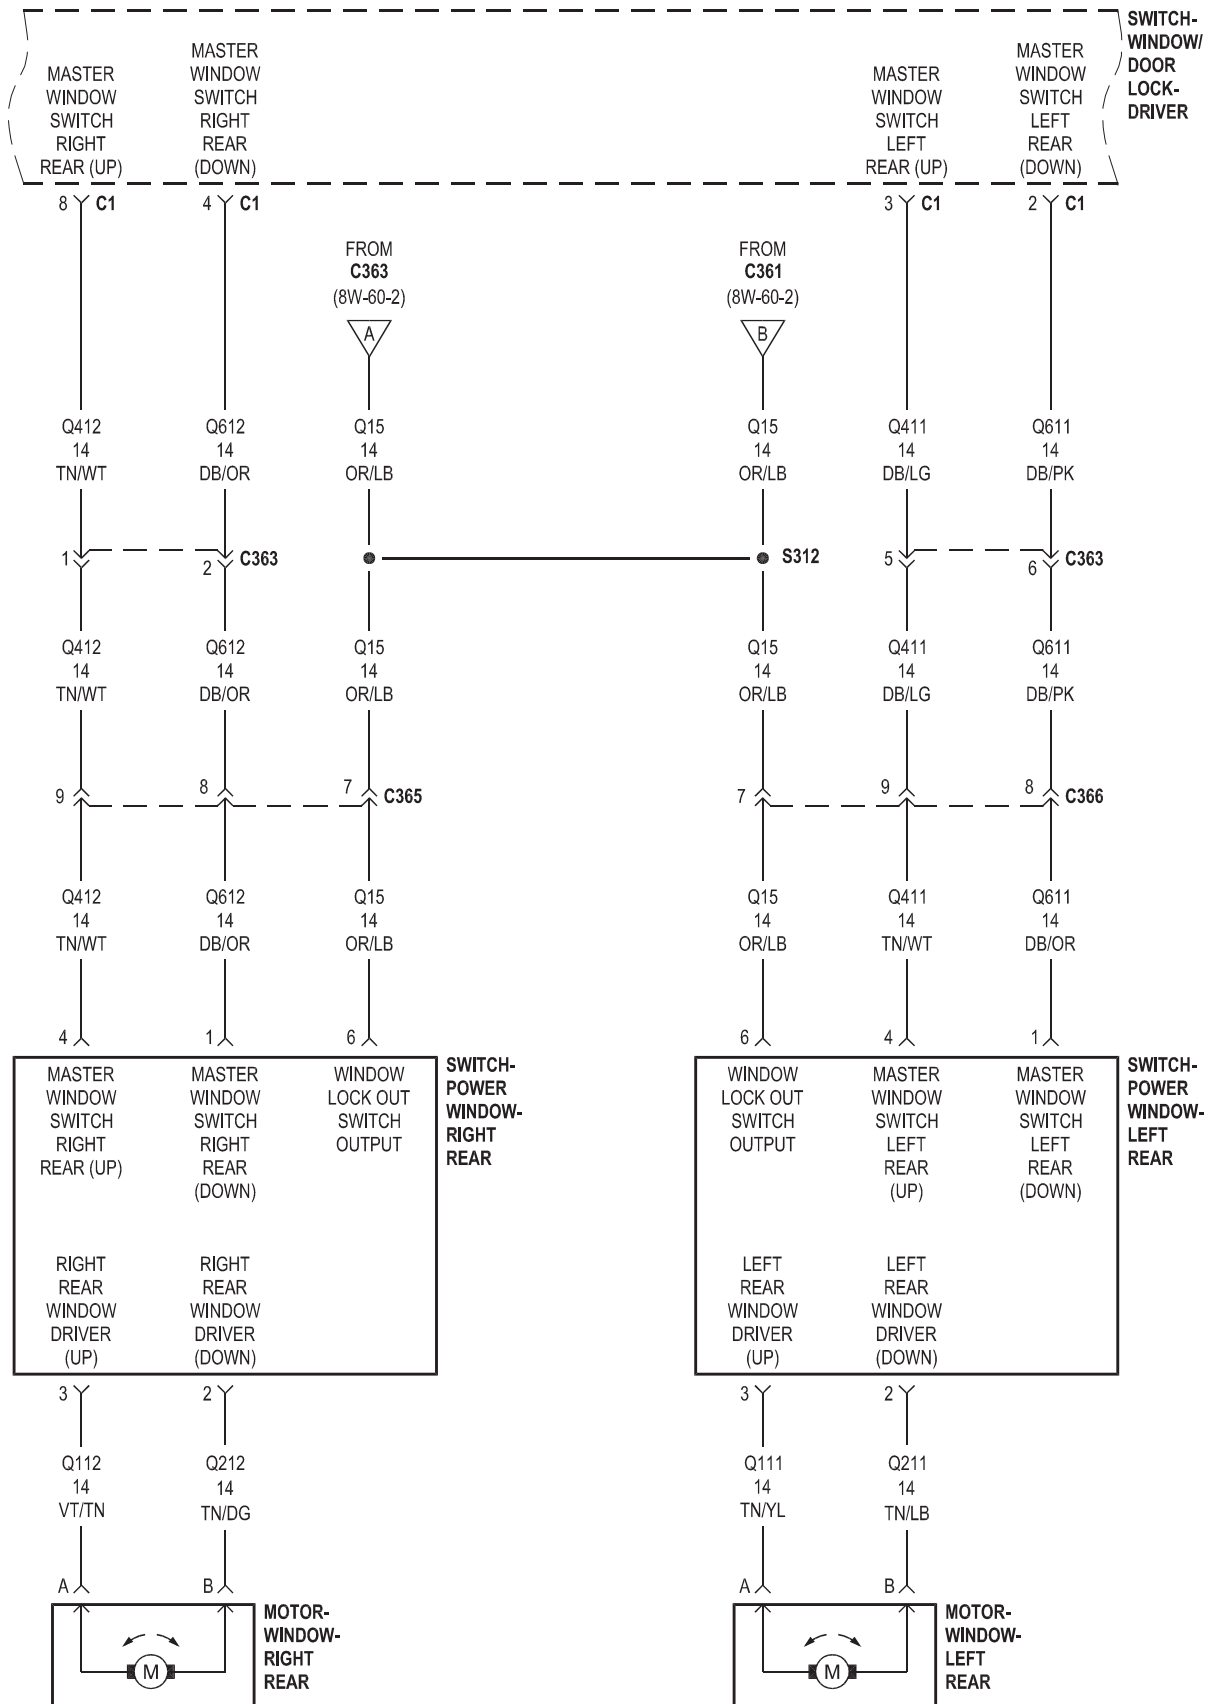 SWITCH-
WINDOW/
DOOR
LOCK-
DRIVER
MASTER
WINDOW
SWITCH
RIGHT
REAR (UP)
MASTER
WINDOW
SWITCH
RIGHT
REAR
(DOWN)
MASTER
WINDOW
SWITCH
LEFT
REAR (UP)
MASTER
WINDOW
SWITCH
LEFT
REAR
(DOWN)
8 C1
4 C1
3 C1
2 C1
FROM
C363
(8W-60-2)
A
FROM
C361
(8W-60-2)
B
Q412
14
TN/WT
Q612
14
DB/OR
Q15
14
OR/LB
Q15
14
OR/LB
Q411
14
DB/LG
Q611
14
DB/PK
1
2
C363
S312
5
6
C363
Q412
14
TN/WT
Q612
14
DB/OR
Q15
14
OR/LB
Q15
14
OR/LB
Q411
14
DB/LG
Q611
14
DB/PK
9
8
7
C365
7
9
8
C366
Q412
14
TN/WT
Q612
14
DB/OR
Q15
14
OR/LB
Q15
14
OR/LB
Q411
14
TN/WT
Q611
14
DB/OR
4
1
6
6
4
1
MASTER
WINDOW
SWITCH
RIGHT
REAR (UP)
MASTER
WINDOW
SWITCH
RIGHT
REAR
(DOWN)
WINDOW
LOCK OUT
SWITCH
OUTPUT
SWITCH-
POWER
WINDOW-
RIGHT
REAR
WINDOW
LOCK OUT
SWITCH
OUTPUT
MASTER
WINDOW
SWITCH
LEFT
REAR
(UP)
MASTER
WINDOW
SWITCH
LEFT
REAR
(DOWN)
SWITCH-
POWER
WINDOW-
LEFT
REAR
RIGHT
REAR
WINDOW
DRIVER
(UP)
RIGHT
REAR
WINDOW
DRIVER
(DOWN)
LEFT
REAR
WINDOW
DRIVER
(UP)
LEFT
REAR
WINDOW
DRIVER
(DOWN)
3
2
3
2
Q112
14
VT/TN
Q212
14
TN/DG
Q111
14
TN/YL
Q211
14
TN/LB
A
B
A
B
MOTOR-
WINDOW-
RIGHT
REAR
M
MOTOR-
WINDOW-
LEFT
REAR
M